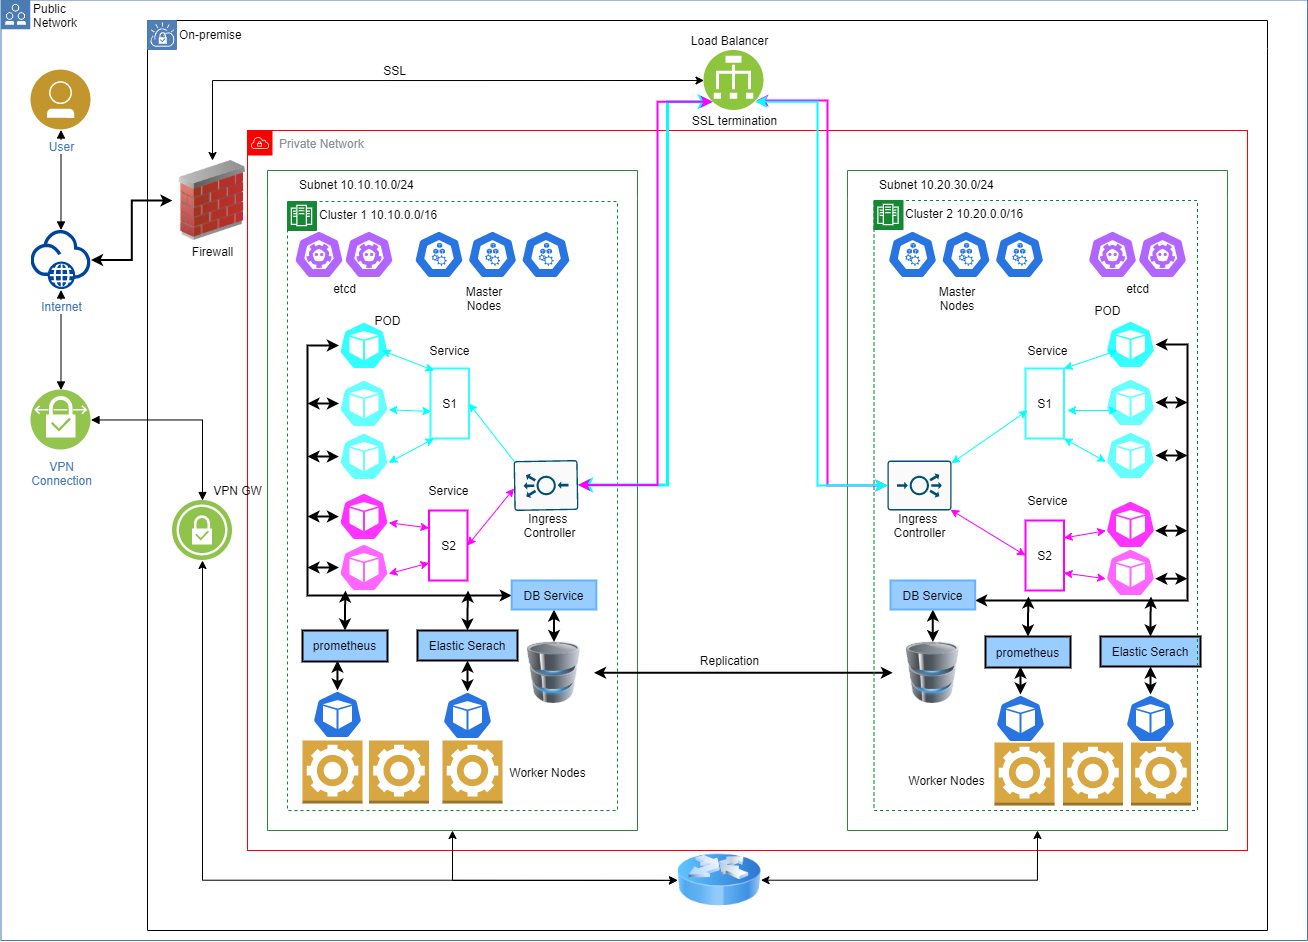 Public
Network
On-premise
Load Balancer
SSL
SSL termination
User
Private Network
Firewall
Internet
VPN
Connection
VPN GW
Subnet 10.10.10.0/24
Cluster 1 10.10.0.0/16
etcd
Master
Nodes
POD
Service
S1
Service
S2
Ingress
Controller
DB Service
prometheus
Elastic Serach
Worker Nodes
Replication
Subnet 10.20.30.0/24
Cluster 2 10.20.0.0/16
Master
Nodes
etcd
POD
Service
S1
Ingress
Controller
Service
S2
DB Service
prometheus
Elastic Serach
Worker Nodes